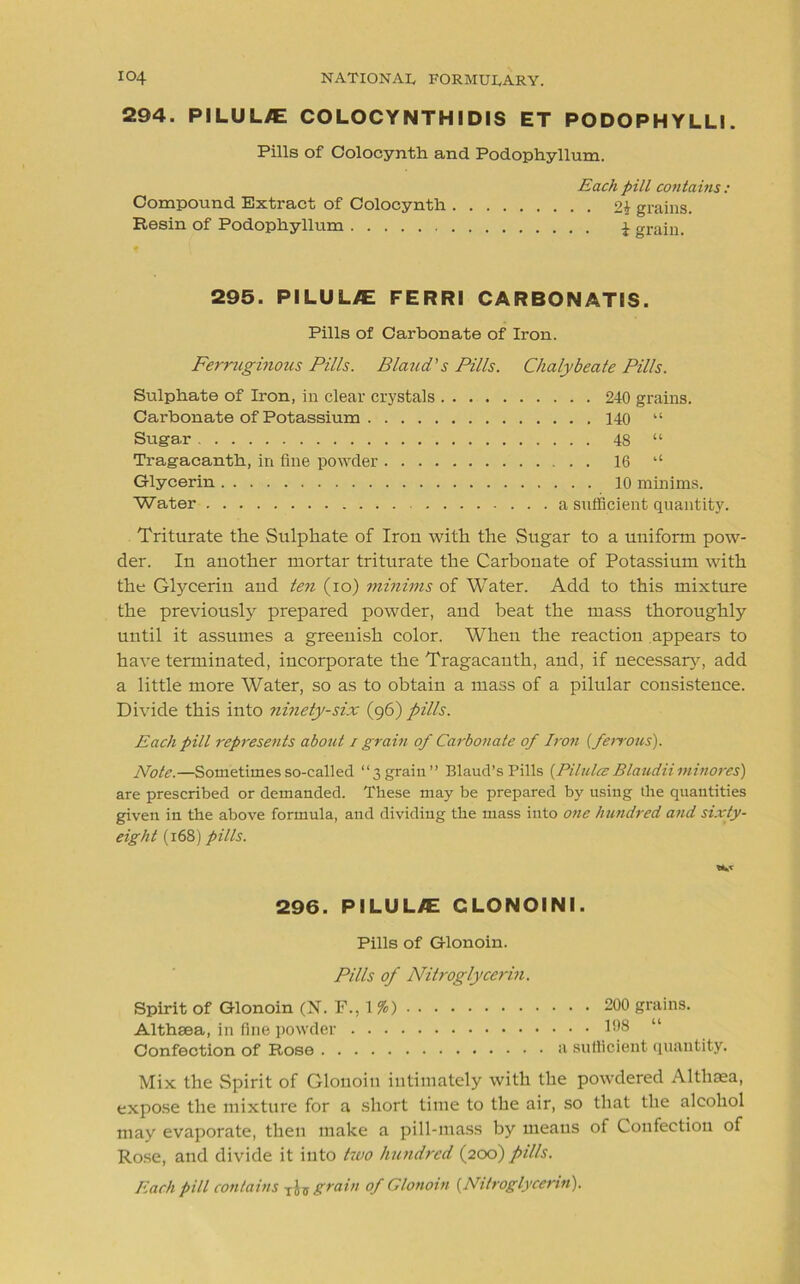 104 NATIONAL FORMULARY.
294. PILULÆ COLOCYNTHIDIS ET PODOPHYLLI.
Pills of Colocynth and Podophyllum.
Each pill contains:
Compound Extract of Colocynth . . . . . . . . . 2½ grains.
Resin of Podophyllum . . . . . . . . . . . . . . . ¼ grain.
295. PILULÆ FERRI CARBONATIS.
Pills of Carbonate of Iron.
Ferruginous Pills. Blaud's Pills. Chalybeate Pills.
Sulphate of Iron, in clear crystals . . . . . . . . . . 240 grains.
Carbonate of Potassium . . . . . . . . . . . . . . 140 “
Sugar . . . . . . . . . . . . . . . . . . . . . . . . 48 “
Tragacanth, in fine powder . . . . . . . . . . . . . 16 “
Glycerin . . . . . . . . . . . . . . . . . . . . . . . 10 minims.
Water . . . . . . . . . . . . . . . . . . . . . a sufficient quantity.
Triturate the Sulphate of Iron with the Sugar to a uniform pow-
der. In another mortar triturate the Carbonate of Potassium with
the Glycerin and ten (10) minims of Water. Add to this mixture
the previously prepared powder, and beat the mass thoroughly
until it assumes a greenish color. When the reaction appears to
have terminated, incorporate the Tragacanth, and, if necessary, add
a little more Water, so as to obtain a mass of a pilular consistence.
Divide this into ninety-six (96) pills.
Each pill represents about 1 grain of Carbonate of Iron (ferrous).
Note.—Sometimes so-called “3 grain” Blaud's Pills (Pilulæ Blaudii minores)
are prescribed or demanded. These may be prepared by using the quantities
given in the above formula, and dividing the mass into one hundred and sixty-
eight (168) pills.
296. PILULÆ GLONOINI.
Pills of Glonoin.
Pills of Nitroglycerin.
Spirit of Glonoin (N. F., 1%) . . . . . . . . . . . . 200 grains.
Althæa, in fine powder . . . . . . . . . . . . . . . 198 “
Confection of Rose . . . . . . . . . . . . . . . a sufficient quantity.
Mix the Spirit of Glonoin intimately with the powdered Althæa,
expose the mixture for a short time to the air, so that the alcohol
may evaporate, then make a pill-mass by means of Confection of
Rose, and divide it into two hundred (200) pills.
Each pill contains 1/100 grain of Glonoin (Nitroglycerin).